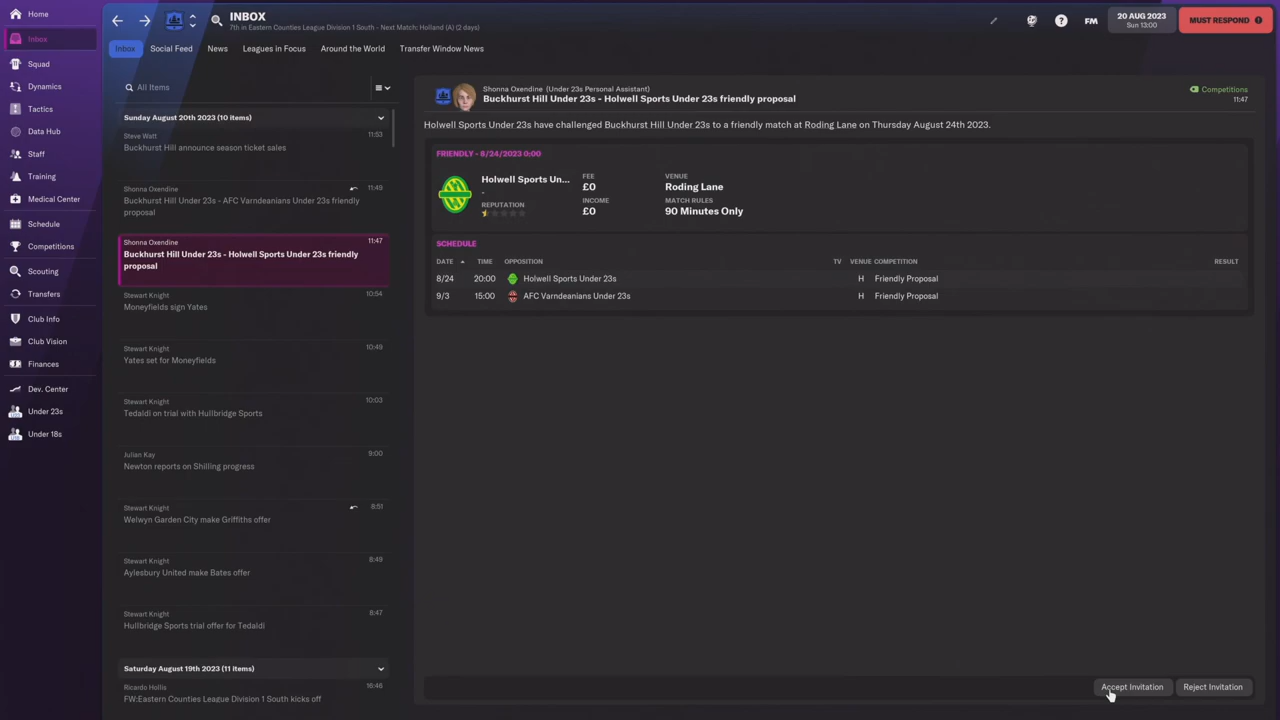 Home
Inbox
Squad
Dynamics
Tactics
Data Hub
Staff
Training
Medical Center
Schedule
Competitions
Scouting
Transfers
Club Info
Club Vision
Finances
Dev. Center
Under 23s
Under 18s
INBOX
7th in Eastern Counties League Division 1 South - Next Match: Holland (A) (2 days)
FM
20 AUG 2023
Sun 13:00
MUST RESPOND
Inbox
Social Feed
News
Leagues in Focus
Around the World
Transfer Window News
All Items
Sunday August 20th 2023 (10 items)
Steve Watt
11:53
Buckhurst Hill announce season ticket sales
Shonna Oxendine
11:49
Buckhurst Hill Under 23s - AFC Varndeanians Under 23s friendly
proposal
Shonna Oxendine
11:47
Buckhurst Hill Under 23s - Holwell Sports Under 23s friendly
proposal
Stewart Knight
10:54
Moneyfields sign Yates
Stewart Knight
10:49
Yates set for Moneyfields
Stewart Knight
10:03
Tedaldi on trial with Hullbridge Sports
Julian Kay
9:00
Newton reports on Shilling progress
Stewart Knight
8:51
Welwyn Garden City make Griffiths offer
Stewart Knight
8:49
Aylesbury United make Bates offer
Stewart Knight
8:47
Hullbridge Sports trial offer for Tedaldi
Saturday August 19th 2023 (11 items)
Ricardo Hollis
16:46
FW:Eastern Counties League Division 1 South kicks off
Shonna Oxendine (Under 23s Personal Assistant)
Buckhurst Hill Under 23s - Holwell Sports Under 23s friendly proposal
Competitions
11:47
Holwell Sports Under 23s have challenged Buckhurst Hill Under 23s to a friendly match at Roding Lane on Thursday August 24th 2023.
FRIENDLY - 8/24/2023 0:00
Holwell Sports Un...
-
REPUTATION
FEE
£0
INCOME
£0
VENUE
Roding Lane
MATCH RULES
90 Minutes Only
SCHEDULE
DATE TIME OPPOSITION TV VENUE COMPETITION RESULT
8/24 20:00 Holwell Sports Under 23s H Friendly Proposal
9/3 15:00 AFC Varndeanians Under 23s H Friendly Proposal
Accept Invitation
Reject Invitation